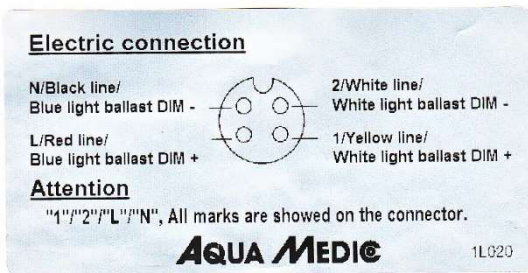 Electric connection
N/Black line/
Blue light ballast DIM -
2/White line/
White light ballast DIM -
L/Red line/
Blue light ballast DIM +
1/Yellow line/
White light ballast DIM +
Attention
"1"/"2"/"L"/"N", All marks are showed on the connector.
AQUA MEDIC
1L020